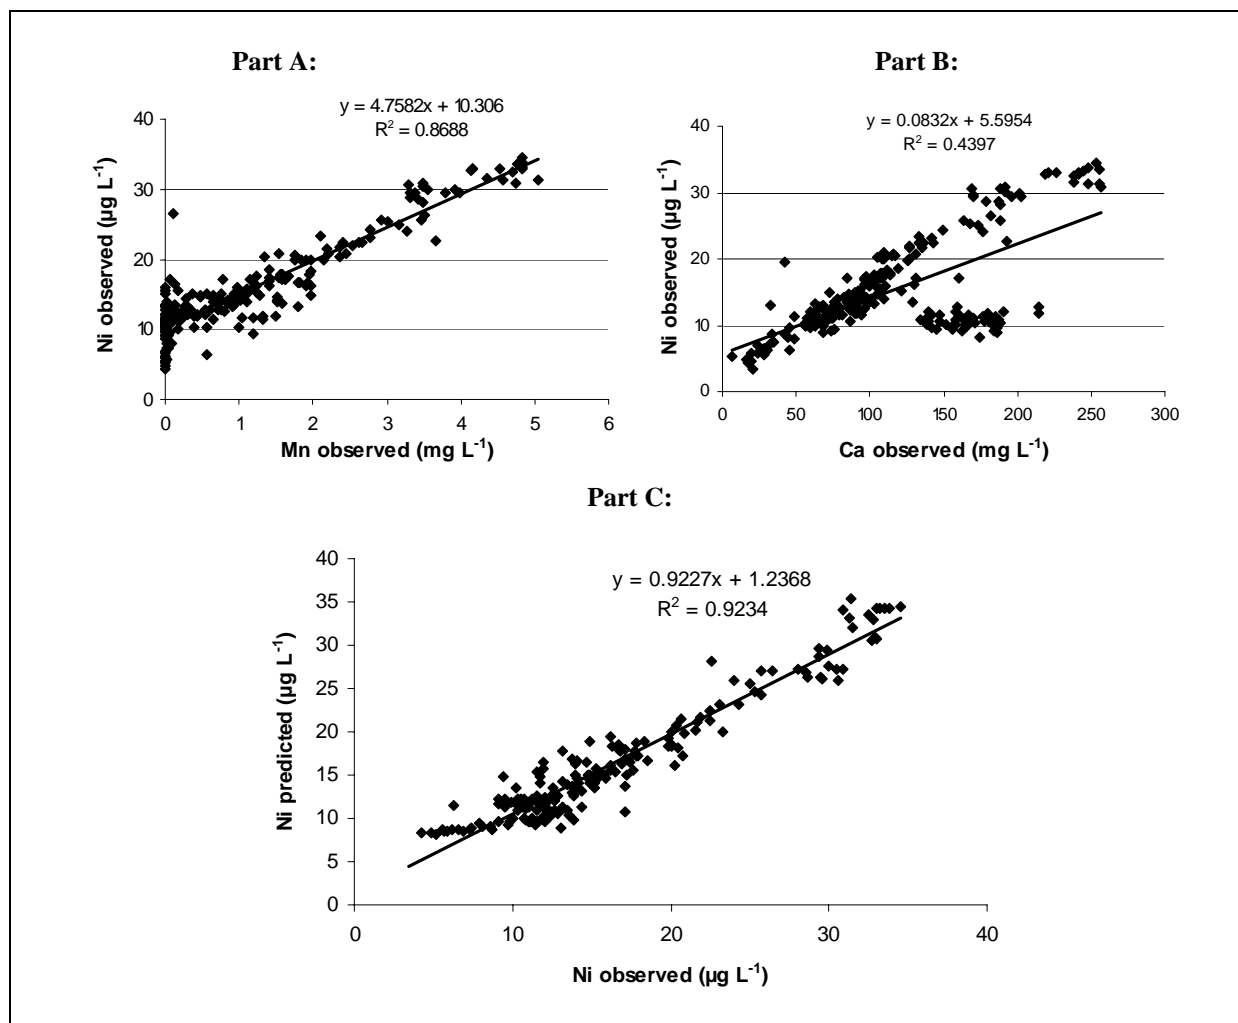 Part A:
y = 4.7582x + 10.306
R² = 0.8688
40
30
20
10
0
0 1 2 3 4 5 6
Ni observed (µg L⁻¹)
Mn observed (mg L⁻¹)
Part B:
y = 0.0832x + 5.5954
R² = 0.4397
40
30
20
10
0
0 50 100 150 200 250 300
Ni observed (µg L⁻¹)
Ca observed (mg L⁻¹)
Part C:
y = 0.9227x + 1.2368
R² = 0.9234
40
35
30
25
20
15
10
5
0
0 10 20 30 40
Ni predicted (µg L⁻¹)
Ni observed (µg L⁻¹)